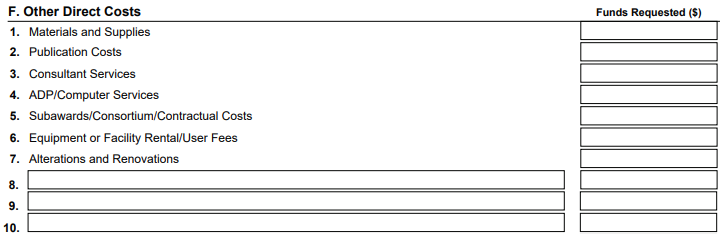 F. Other Direct Costs Funds Requested ($)
1. Materials and Supplies
2. Publication Costs
3. Consultant Services
4. ADP/Computer Services
5. Subawards/Consortium/Contractual Costs
6. Equipment or Facility Rental/User Fees
7. Alterations and Renovations
8.
9.
10.